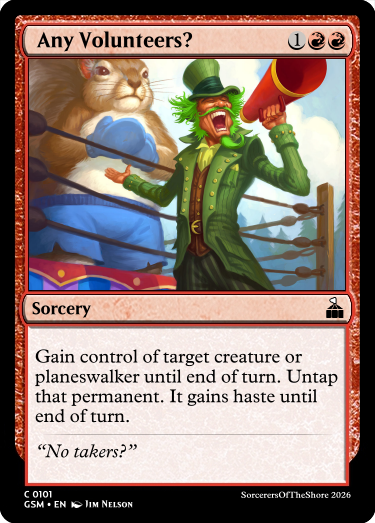 Any Volunteers? 1
Sorcery
Gain control of target creature or
planeswalker until end of turn. Untap
that permanent. It gains haste until
end of turn.
“No takers?”
C 0101
GSM • EN Jim Nelson
SorcerersOfTheShore 2026